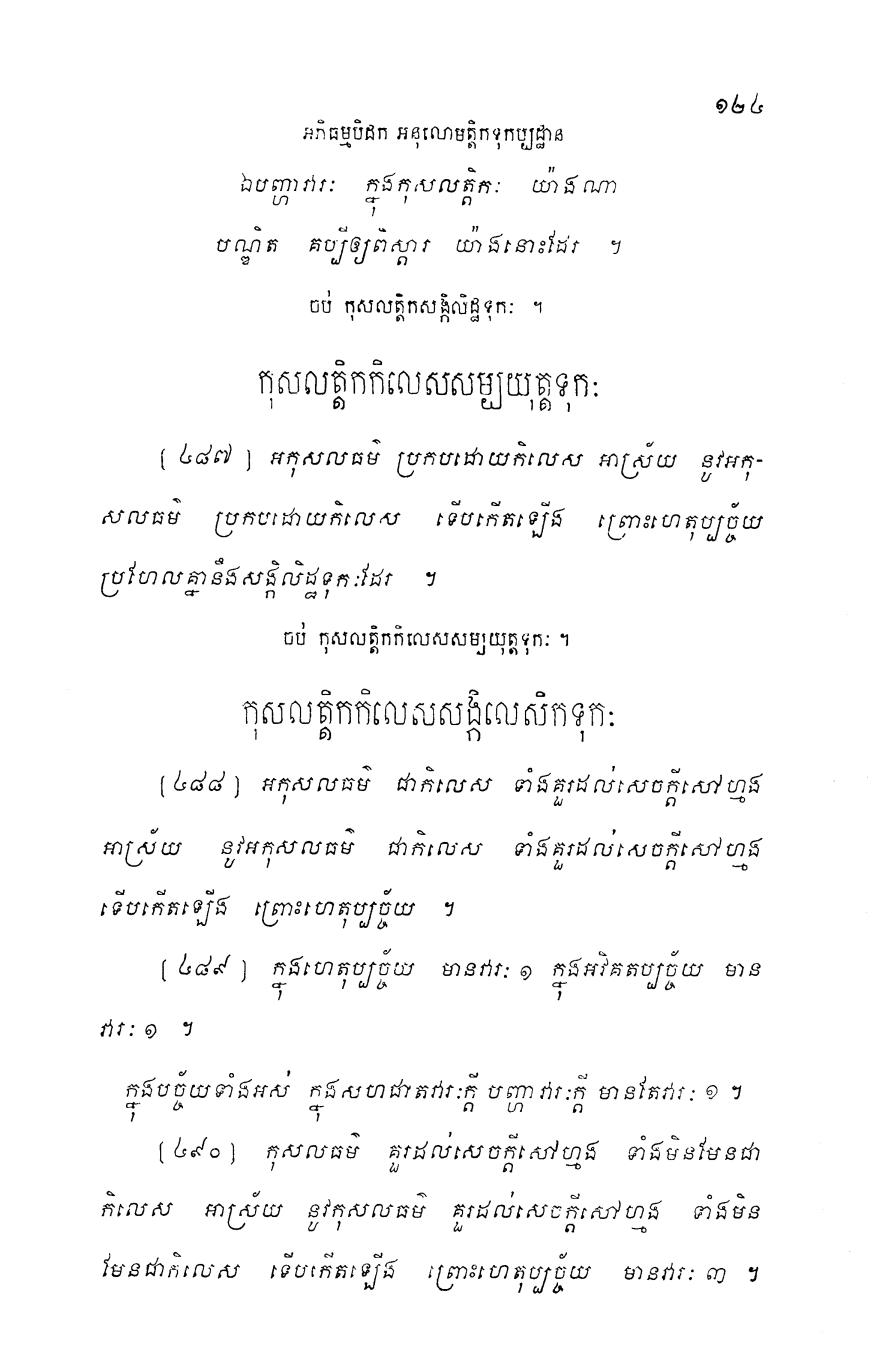 ១២៤
អភិធម្មបិដក អនុលោមត្តិកទុកប្បដ្ឋាន
ឯបញ្ហាវារៈ ក្នុងកុសលត្តិកៈ យ៉ាងណា
បណ្ឌិត គប្បីឲ្យពិស្តារ យ៉ាងនោះដែរ ។
ចប់ កុសលត្តិកសង្កិលិដ្ឋទុកៈ ។
កុសលត្តិកកិលេសសម្បយុត្តទុកៈ
[ ៤៨៧ ] អកុសលធម៌ ប្រកបដោយកិលេស អាស្រ័យ នូវអកុ-
សលធម៌ ប្រកបដោយកិលេស ទើបកើតឡើង ព្រោះហេតុប្បច្ច័យ
ប្រហែលគ្នានឹងសង្កិលិដ្ឋទុកៈដែរ ។
ចប់ កុសលត្តិកកិលេសសម្បយុត្តទុកៈ ។
កុសលត្តិកកិលេសសង្កិលេសិកទុកៈ
[ ៤៨៨ ] អកុសលធម៌ ជាកិលេស ទាំងគួរដល់សេចក្តីសៅហ្មង
អាស្រ័យ នូវអកុសលធម៌ ជាកិលេស ទាំងគួរដល់សេចក្តីសៅហ្មង
ទើបកើតឡើង ព្រោះហេតុប្បច្ច័យ ។
[ ៤៨៩ ] ក្នុងហេតុប្បច្ច័យ មានវារៈ ១ ក្នុងអវិគតប្បច្ច័យ មាន
វារៈ ១ ។
ក្នុងបច្ច័យទាំងអស់ ក្នុងសហជាតវារៈក្តី បញ្ហាវារៈក្តី មានតែវារៈ ១ ។
[ ៤៩០ ] កុសលធម៌ គួរដល់សេចក្តីសៅហ្មង ទាំងមិនមែនជា
កិលេស អាស្រ័យ នូវកុសលធម៌ គួរដល់សេចក្តីសៅហ្មង ទាំងមិន
មែនជាកិលេស ទើបកើតឡើង ព្រោះហេតុប្បច្ច័យ មានវារៈ ៣ ។